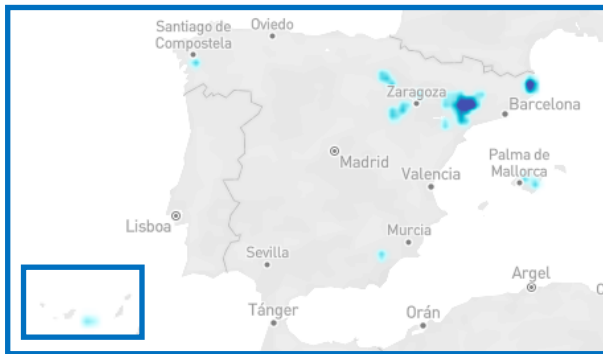 Santiago de
Compostela
Oviedo
Zaragoza
Barcelona
Madrid
Palma de
Mallorca
Valencia
Lisboa
Murcia
Sevilla
Argel
Tánger
Orán